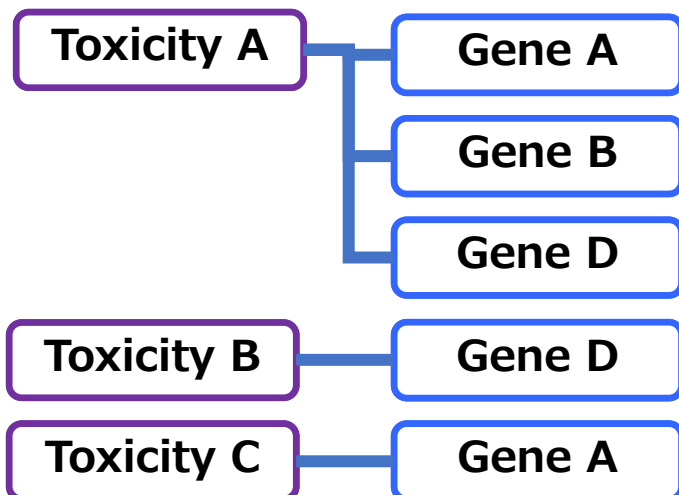 Toxicity A
Gene A
Gene B
Gene D
Toxicity B
Gene D
Toxicity C
Gene A